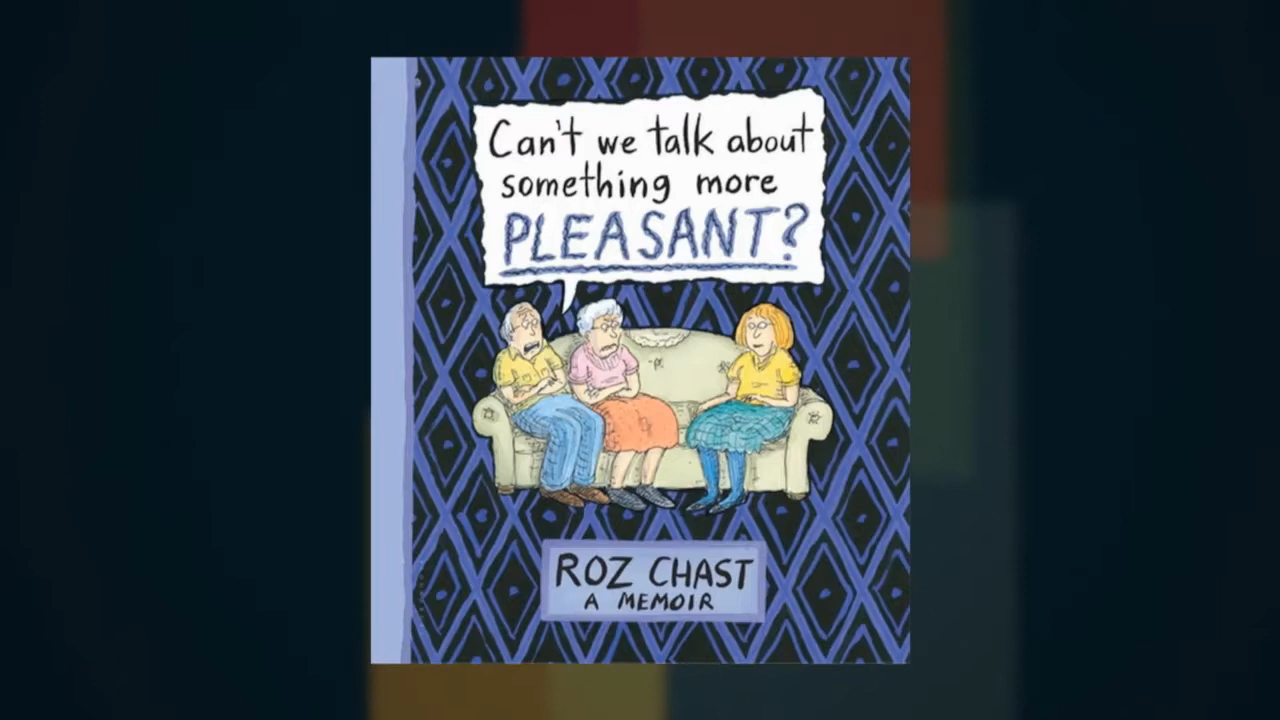 Can't we talk about
something more
PLEASANT?
ROZ CHAST
A MEMOIR